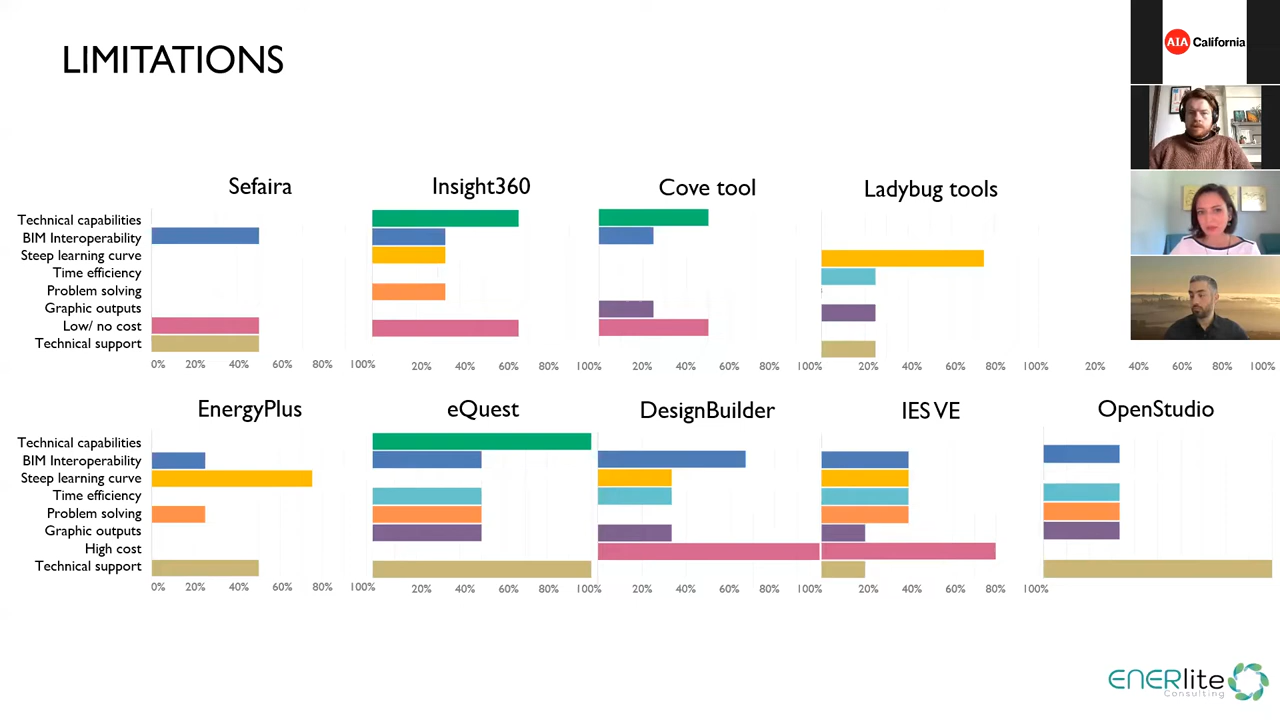 LIMITATIONS
AIA California
Sefaira
Insight360
Cove tool
Ladybug tools
Technical capabilities
BIM Interoperability
Steep learning curve
Time efficiency
Problem solving
Graphic outputs
Low/ no cost
Technical support
0% 20% 40% 60% 80% 100% 20% 40% 60% 80% 100% 20% 40% 60% 80% 100% 20% 40% 60% 80% 100% 20% 40% 60% 80% 100%
EnergyPlus
eQuest
DesignBuilder
IES VE
OpenStudio
Technical capabilities
BIM Interoperability
Steep learning curve
Time efficiency
Problem solving
Graphic outputs
High cost
Technical support
0% 20% 40% 60% 80% 100% 20% 40% 60% 80% 100% 20% 40% 60% 80% 100% 20% 40% 60% 80% 100%
ENERlite
Consulting